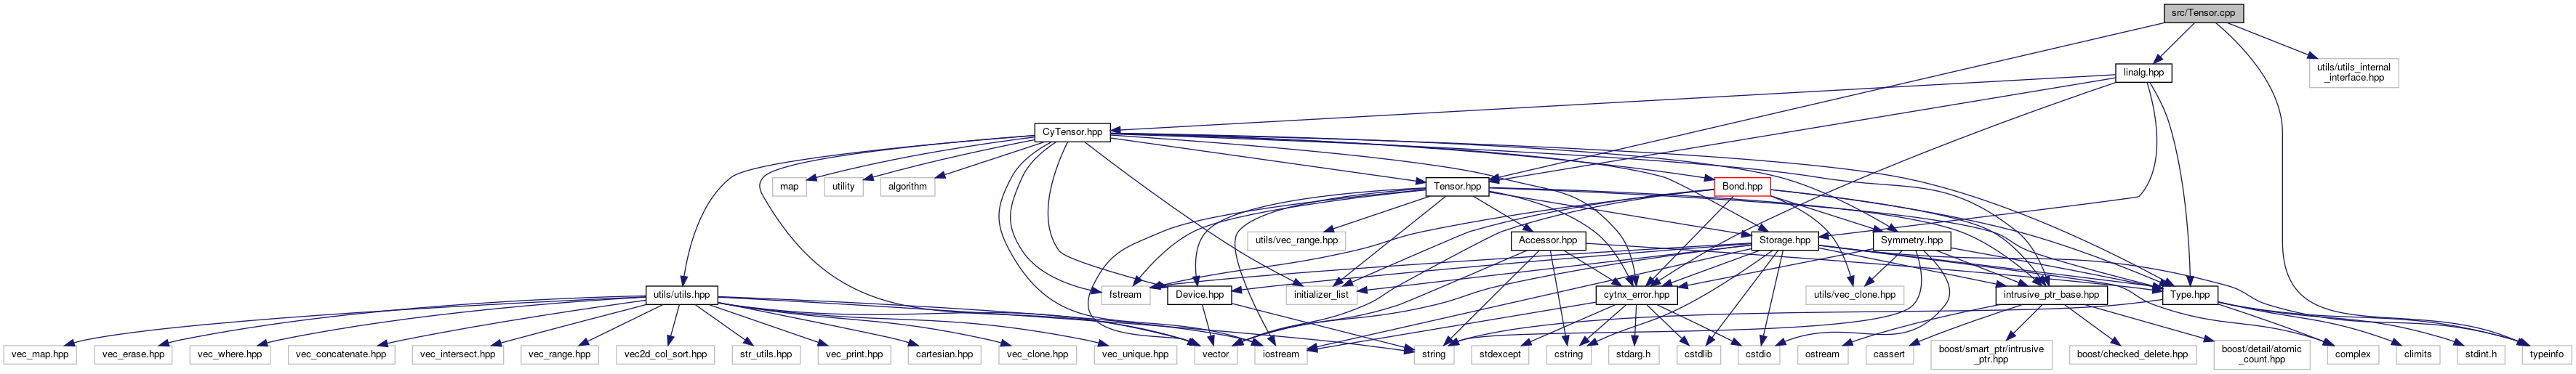 src/Tensor.cpp
linalg.hpp
utils/utils_internal
_interface.hpp
CyTensor.hpp
map
utility
algorithm
Tensor.hpp
Bond.hpp
utils/vec_range.hpp
Accessor.hpp
Storage.hpp
Symmetry.hpp
utils/utils.hpp
fstream
Device.hpp
initializer_list
cytnx_error.hpp
utils/vec_clone.hpp
intrusive_ptr_base.hpp
Type.hpp
vec_map.hpp
vec_erase.hpp
vec_where.hpp
vec_concatenate.hpp
vec_intersect.hpp
vec_range.hpp
vec2d_col_sort.hpp
str_utils.hpp
vec_print.hpp
cartesian.hpp
vec_clone.hpp
vec_unique.hpp
vector
iostream
string
stdexcept
cstring
stdarg.h
cstdlib
cstdio
ostream
cassert
boost/smart_ptr/intrusive
_ptr.hpp
boost/checked_delete.hpp
boost/detail/atomic
_count.hpp
complex
climits
stdint.h
typeinfo